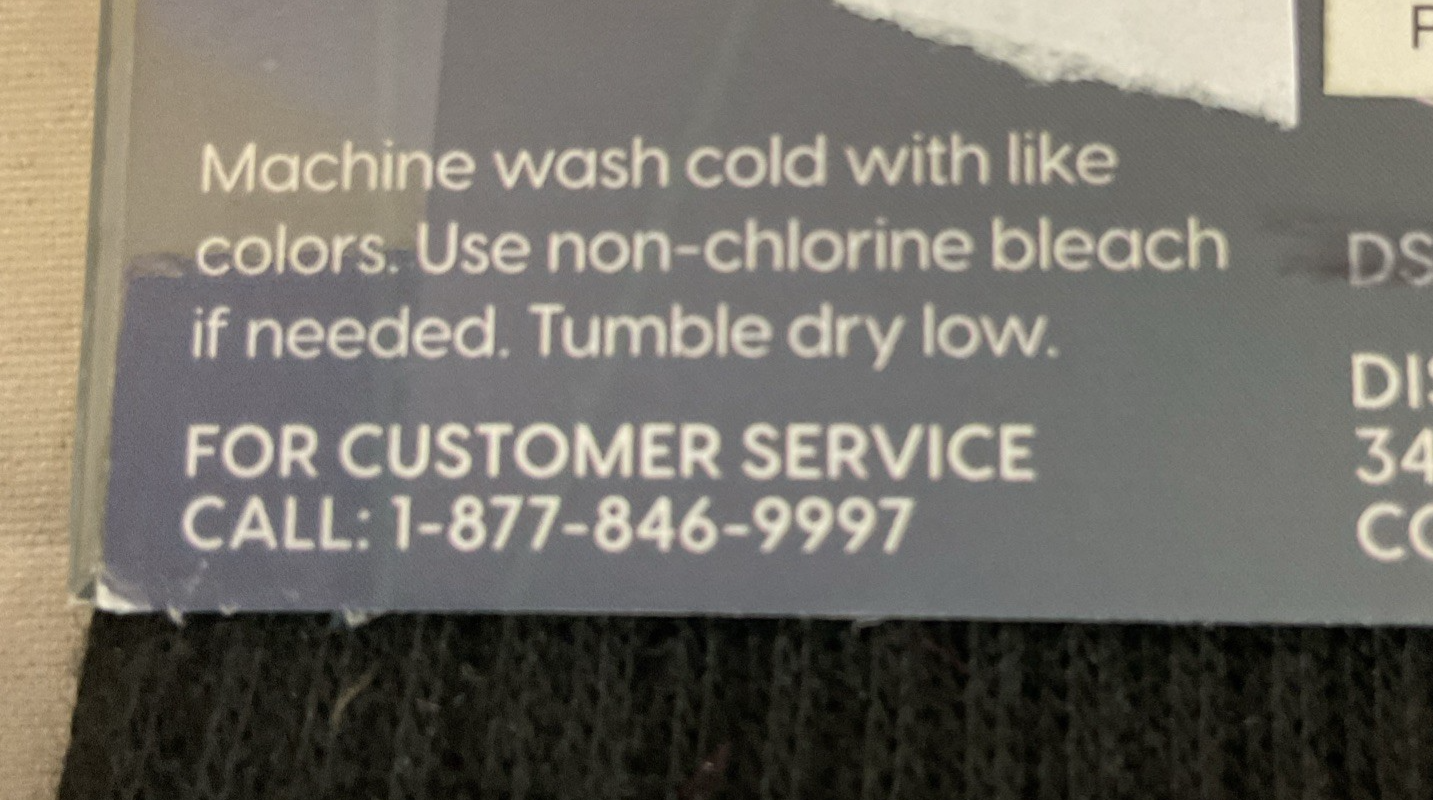 Machine wash cold with like
colors. Use non-chlorine bleach
if needed. Tumble dry low.
FOR CUSTOMER SERVICE
CALL: 1-877-846-9997